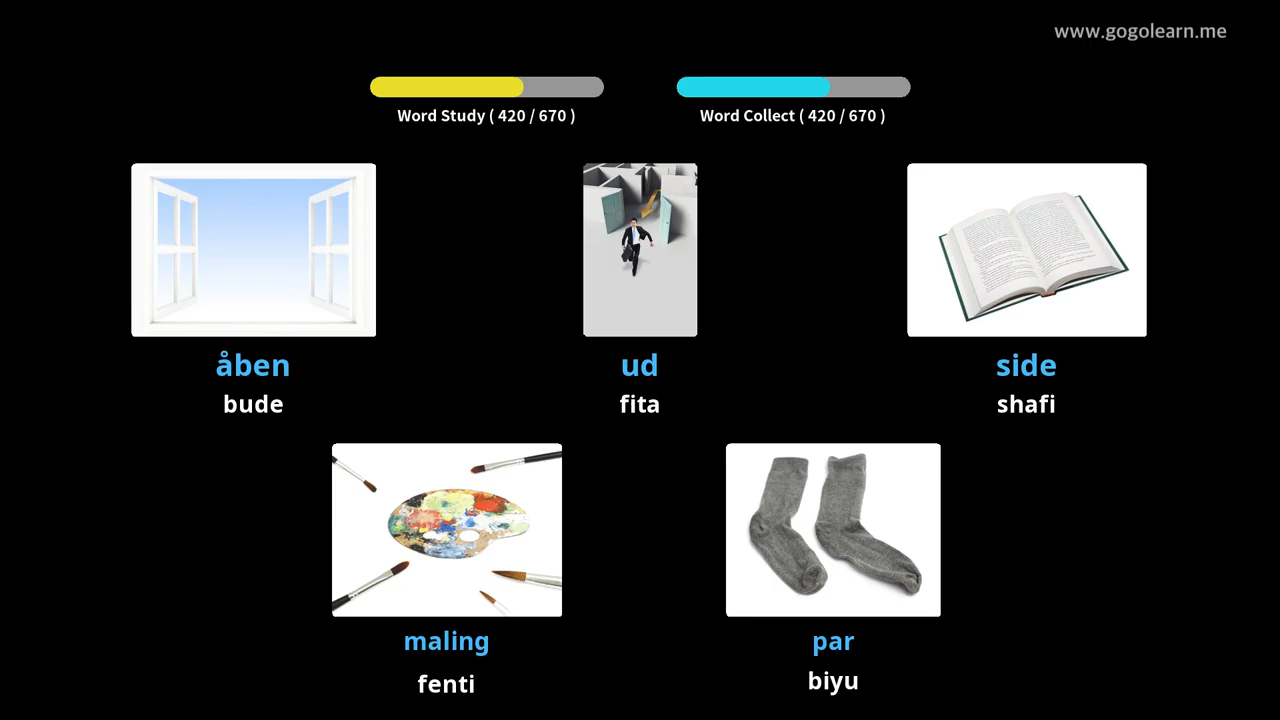 www.gogolearn.me
Word Study ( 420 / 670 )
Word Collect ( 420 / 670 )
åben
bude
ud
fita
side
shafi
maling
fenti
par
biyu